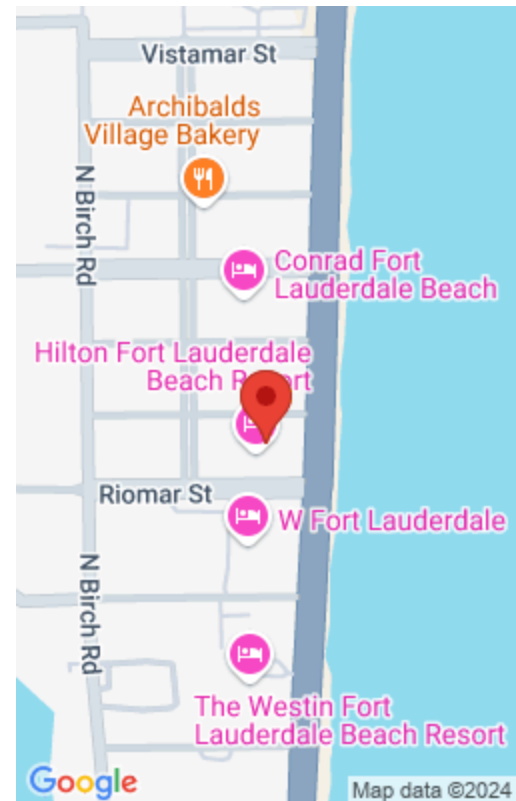 Vistamar St
Archibalds
Village Bakery
N Birch Rd
Conrad Fort
Lauderdale Beach
Hilton Fort Lauderdale
Beach Resort
Riomar St
W Fort Lauderdale
N Birch Rd
The Westin Fort
Lauderdale Beach Resort
Google
Map data ©2024